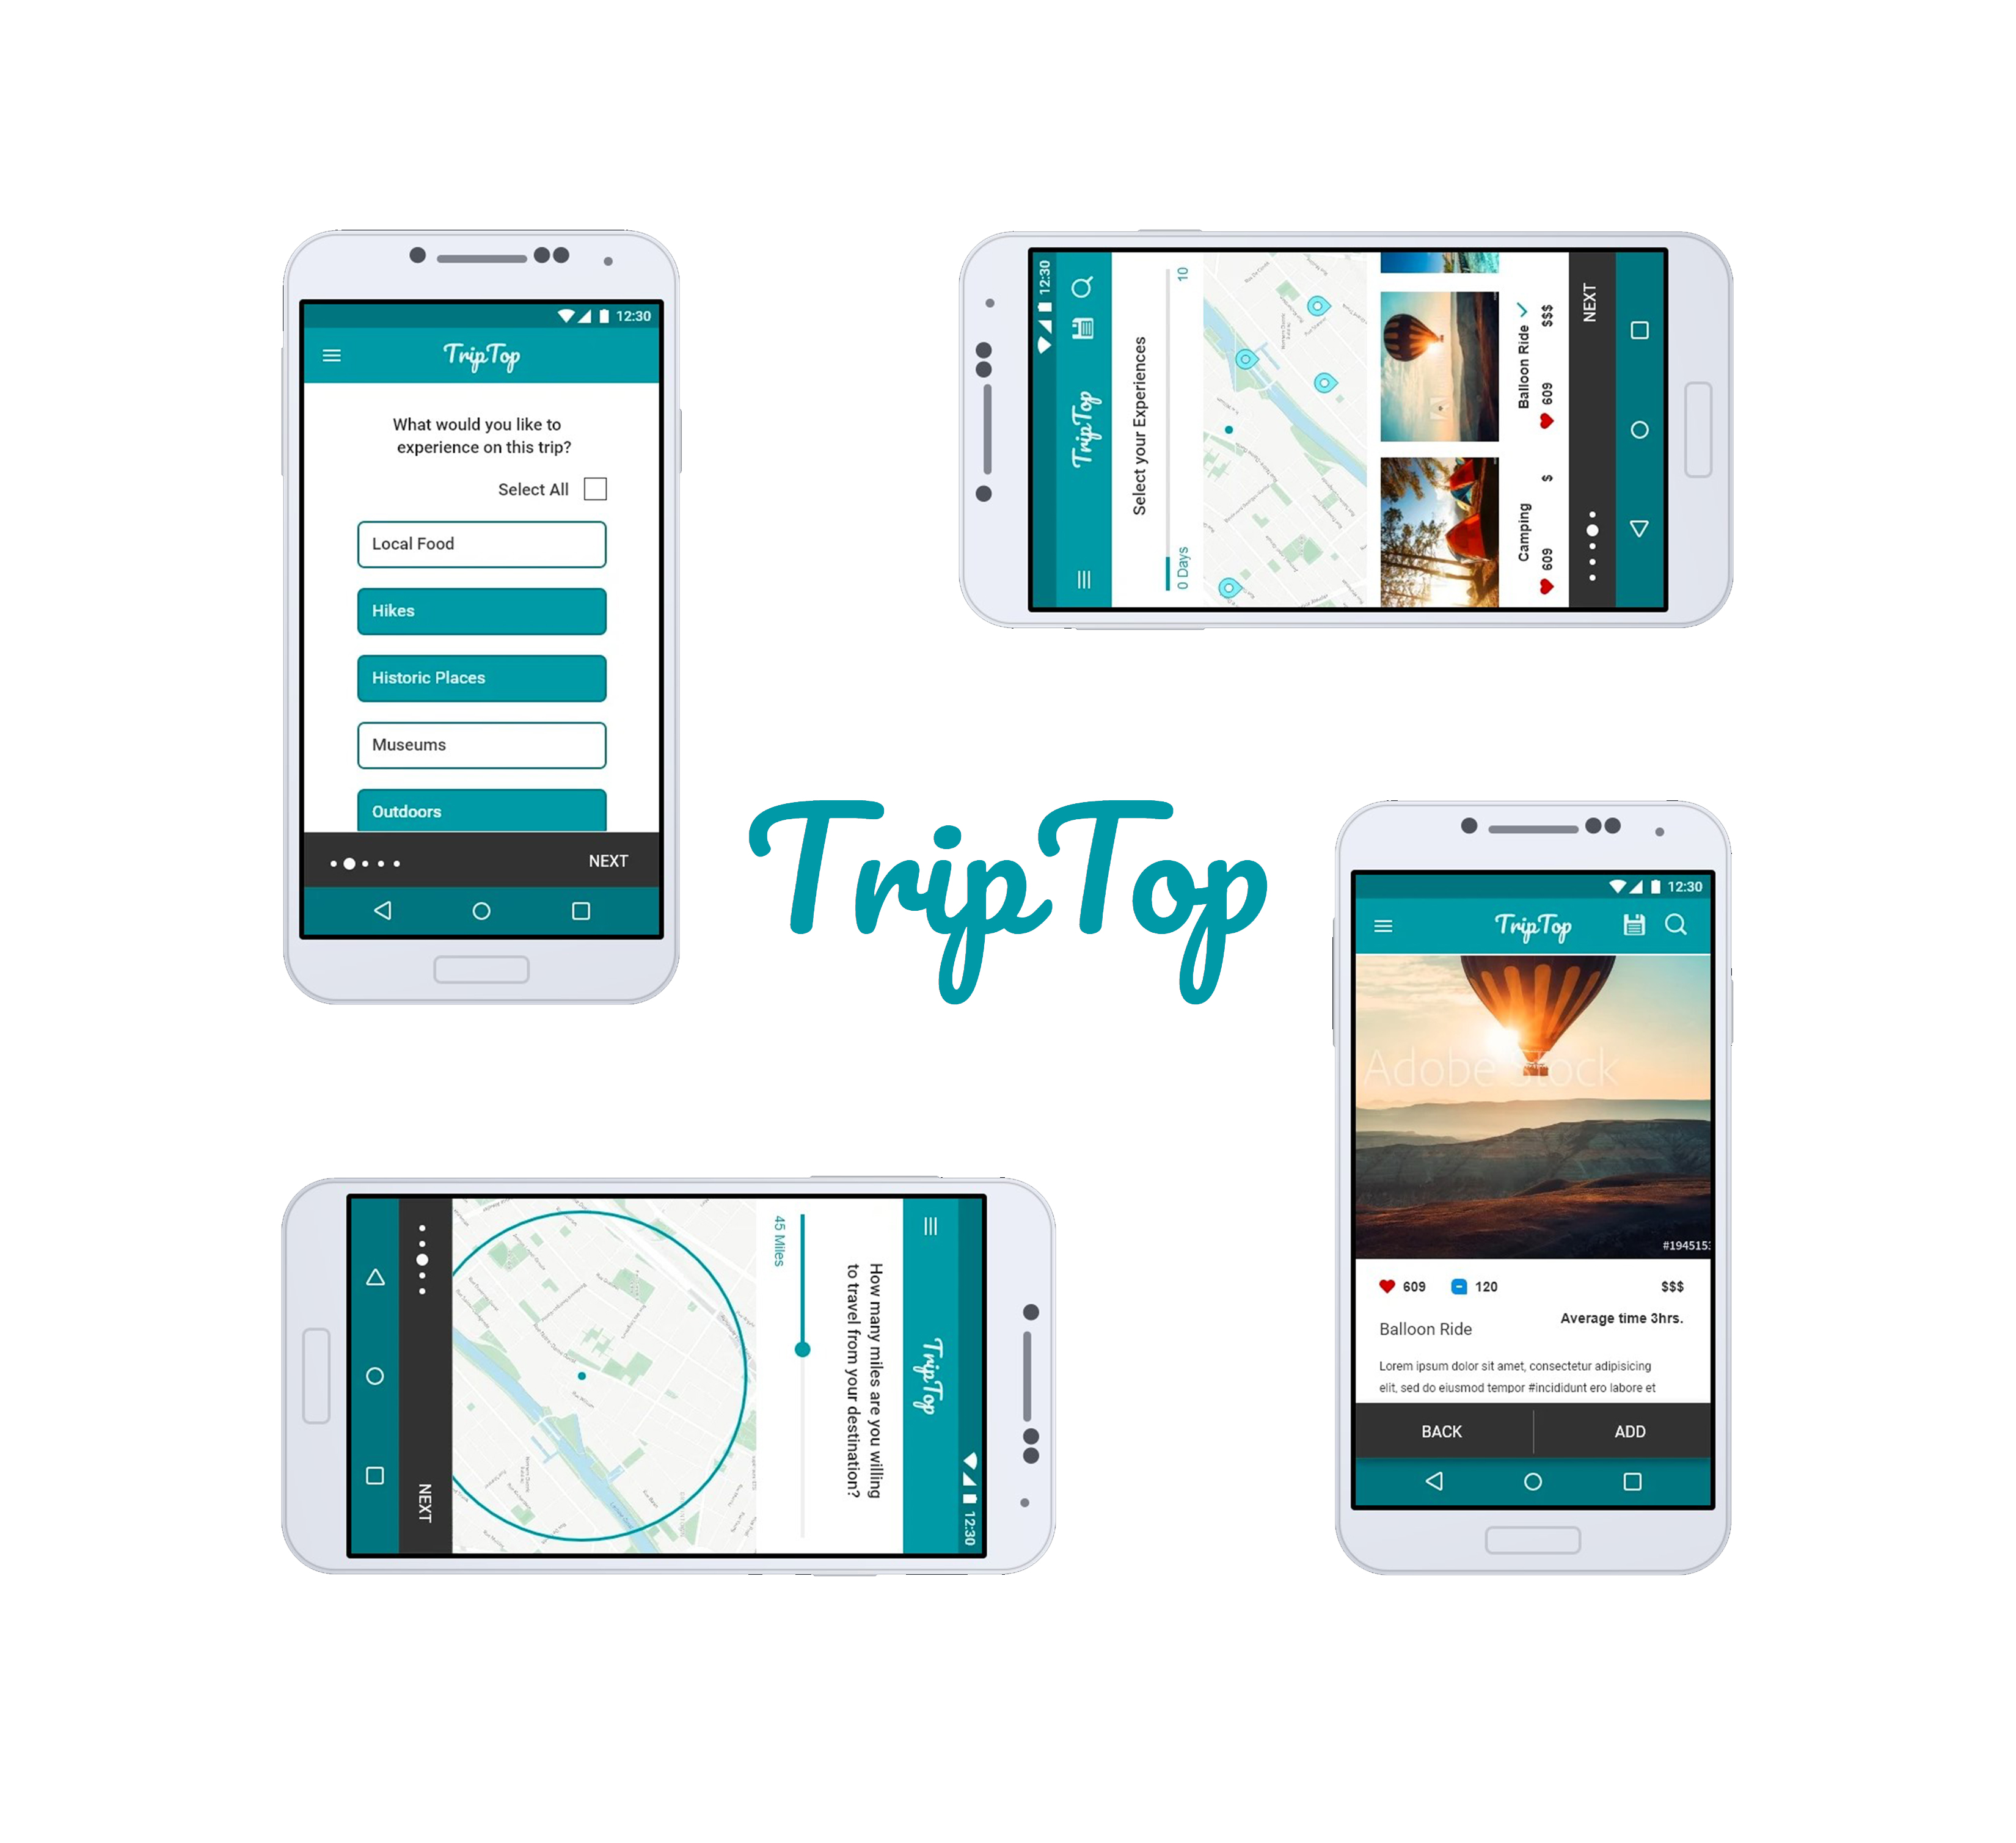 12:30
TripTop
What would you like to
experience on this trip?
Select All
Local Food
Hikes
Historic Places
Museums
Outdoors
NEXT
12:30
TripTop
Select your Experiences
0 Days
10
Camping
$
609
Balloon Ride
609
$$$
NEXT
TripTop
12:30
TripTop
How many miles are you willing
to travel from your destination?
45 Miles
NEXT
12:30
TripTop
Adobe Stock
#194515
609 120 $$$
Average time 3hrs.
Balloon Ride
Lorem ipsum dolor sit amet, consectetur adipisicing
elit, sed do eiusmod tempor #incididunt ero labore et
BACK ADD